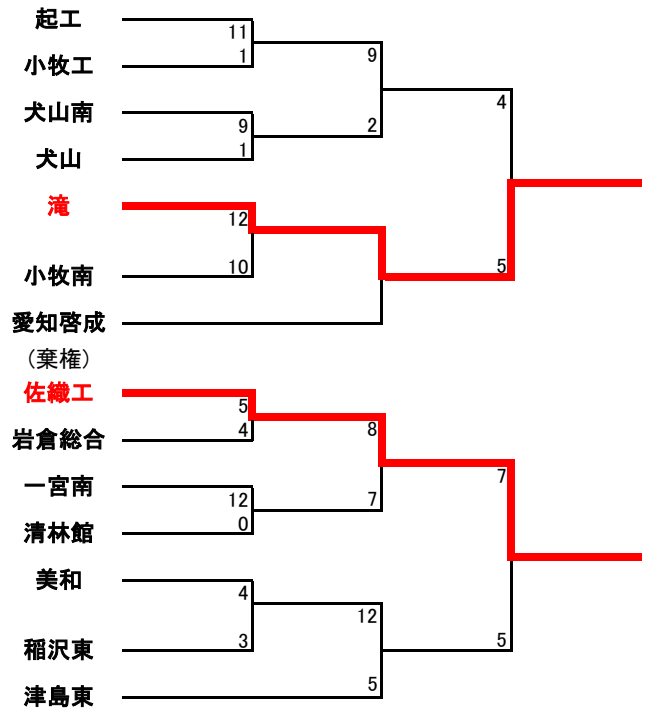 起工
11
9
小牧工
1
4
犬山南
9
2
犬山
1
滝
12
小牧南
10
5
愛知啓成
(棄権)
佐織工
5
8
岩倉総合
4
7
一宮南
12
7
清林館
0
美和
4
12
稲沢東
3
5
津島東
5